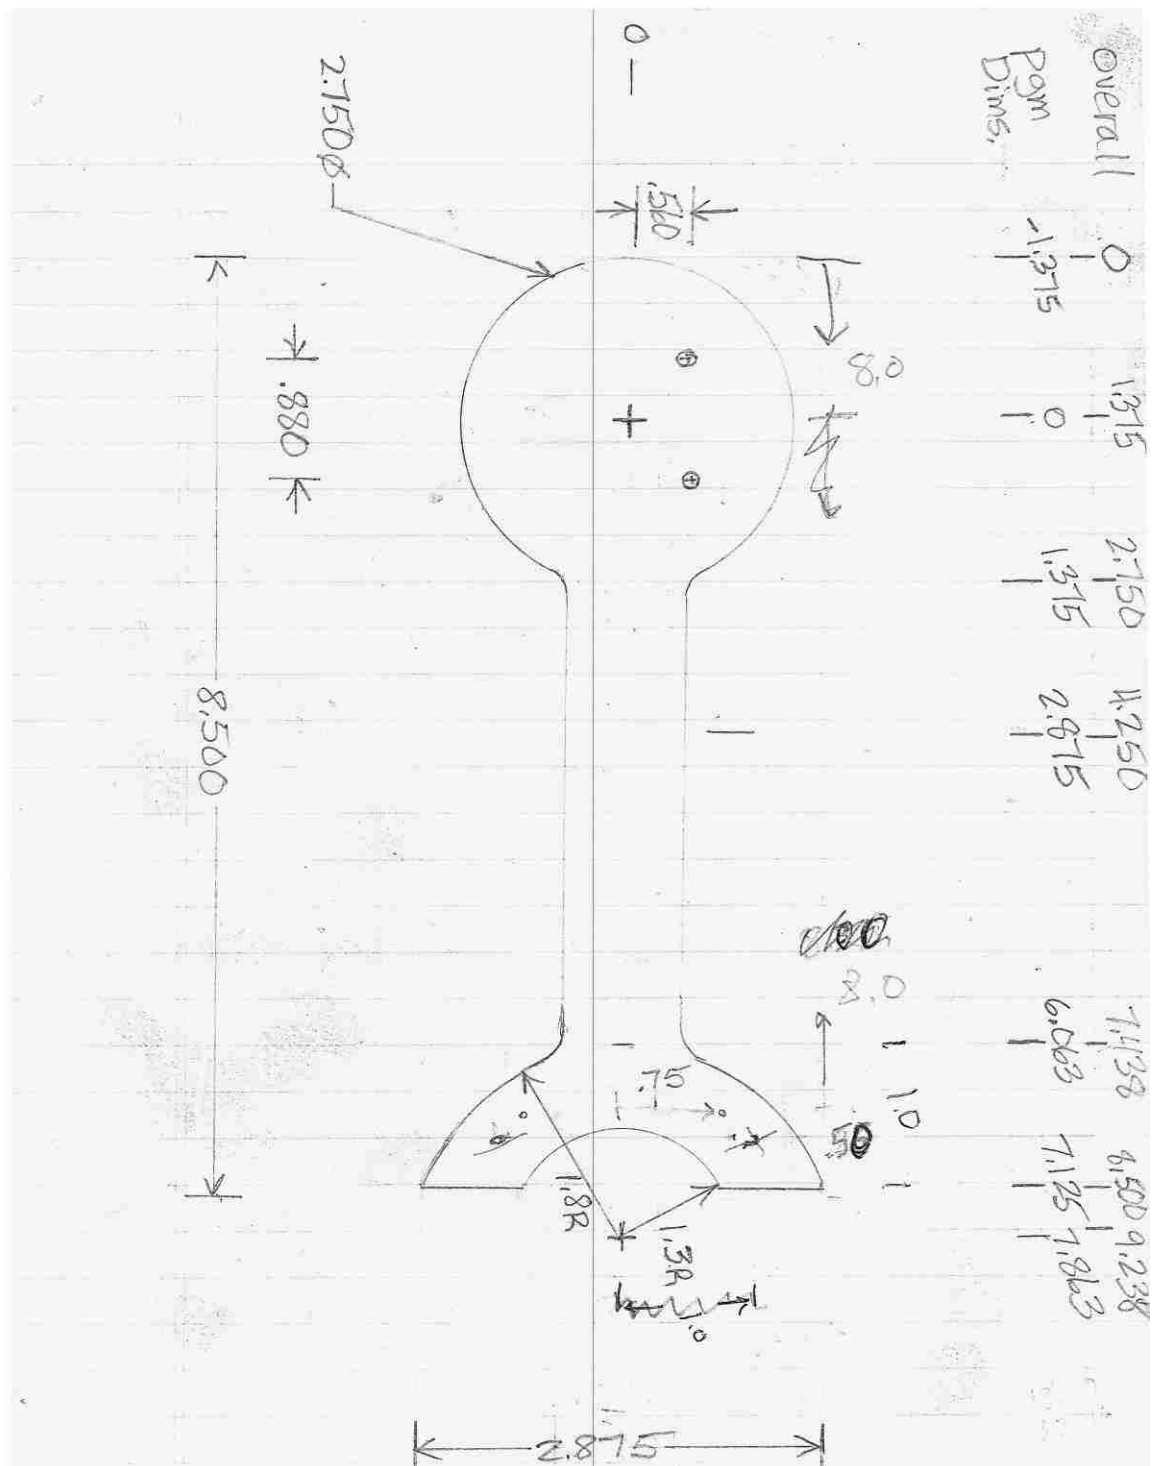 overall 0 1.375 2.750 4.250 7.438 8.500 9.238
Pgm Dims. -1.375 0 1.375 2.875 6.063 7.125 7.863
8.0
8.0
1.0
.50
0 —
.560
.75
1.8R
1.3R
1.0
2.750ø
.880
8.500
2.875